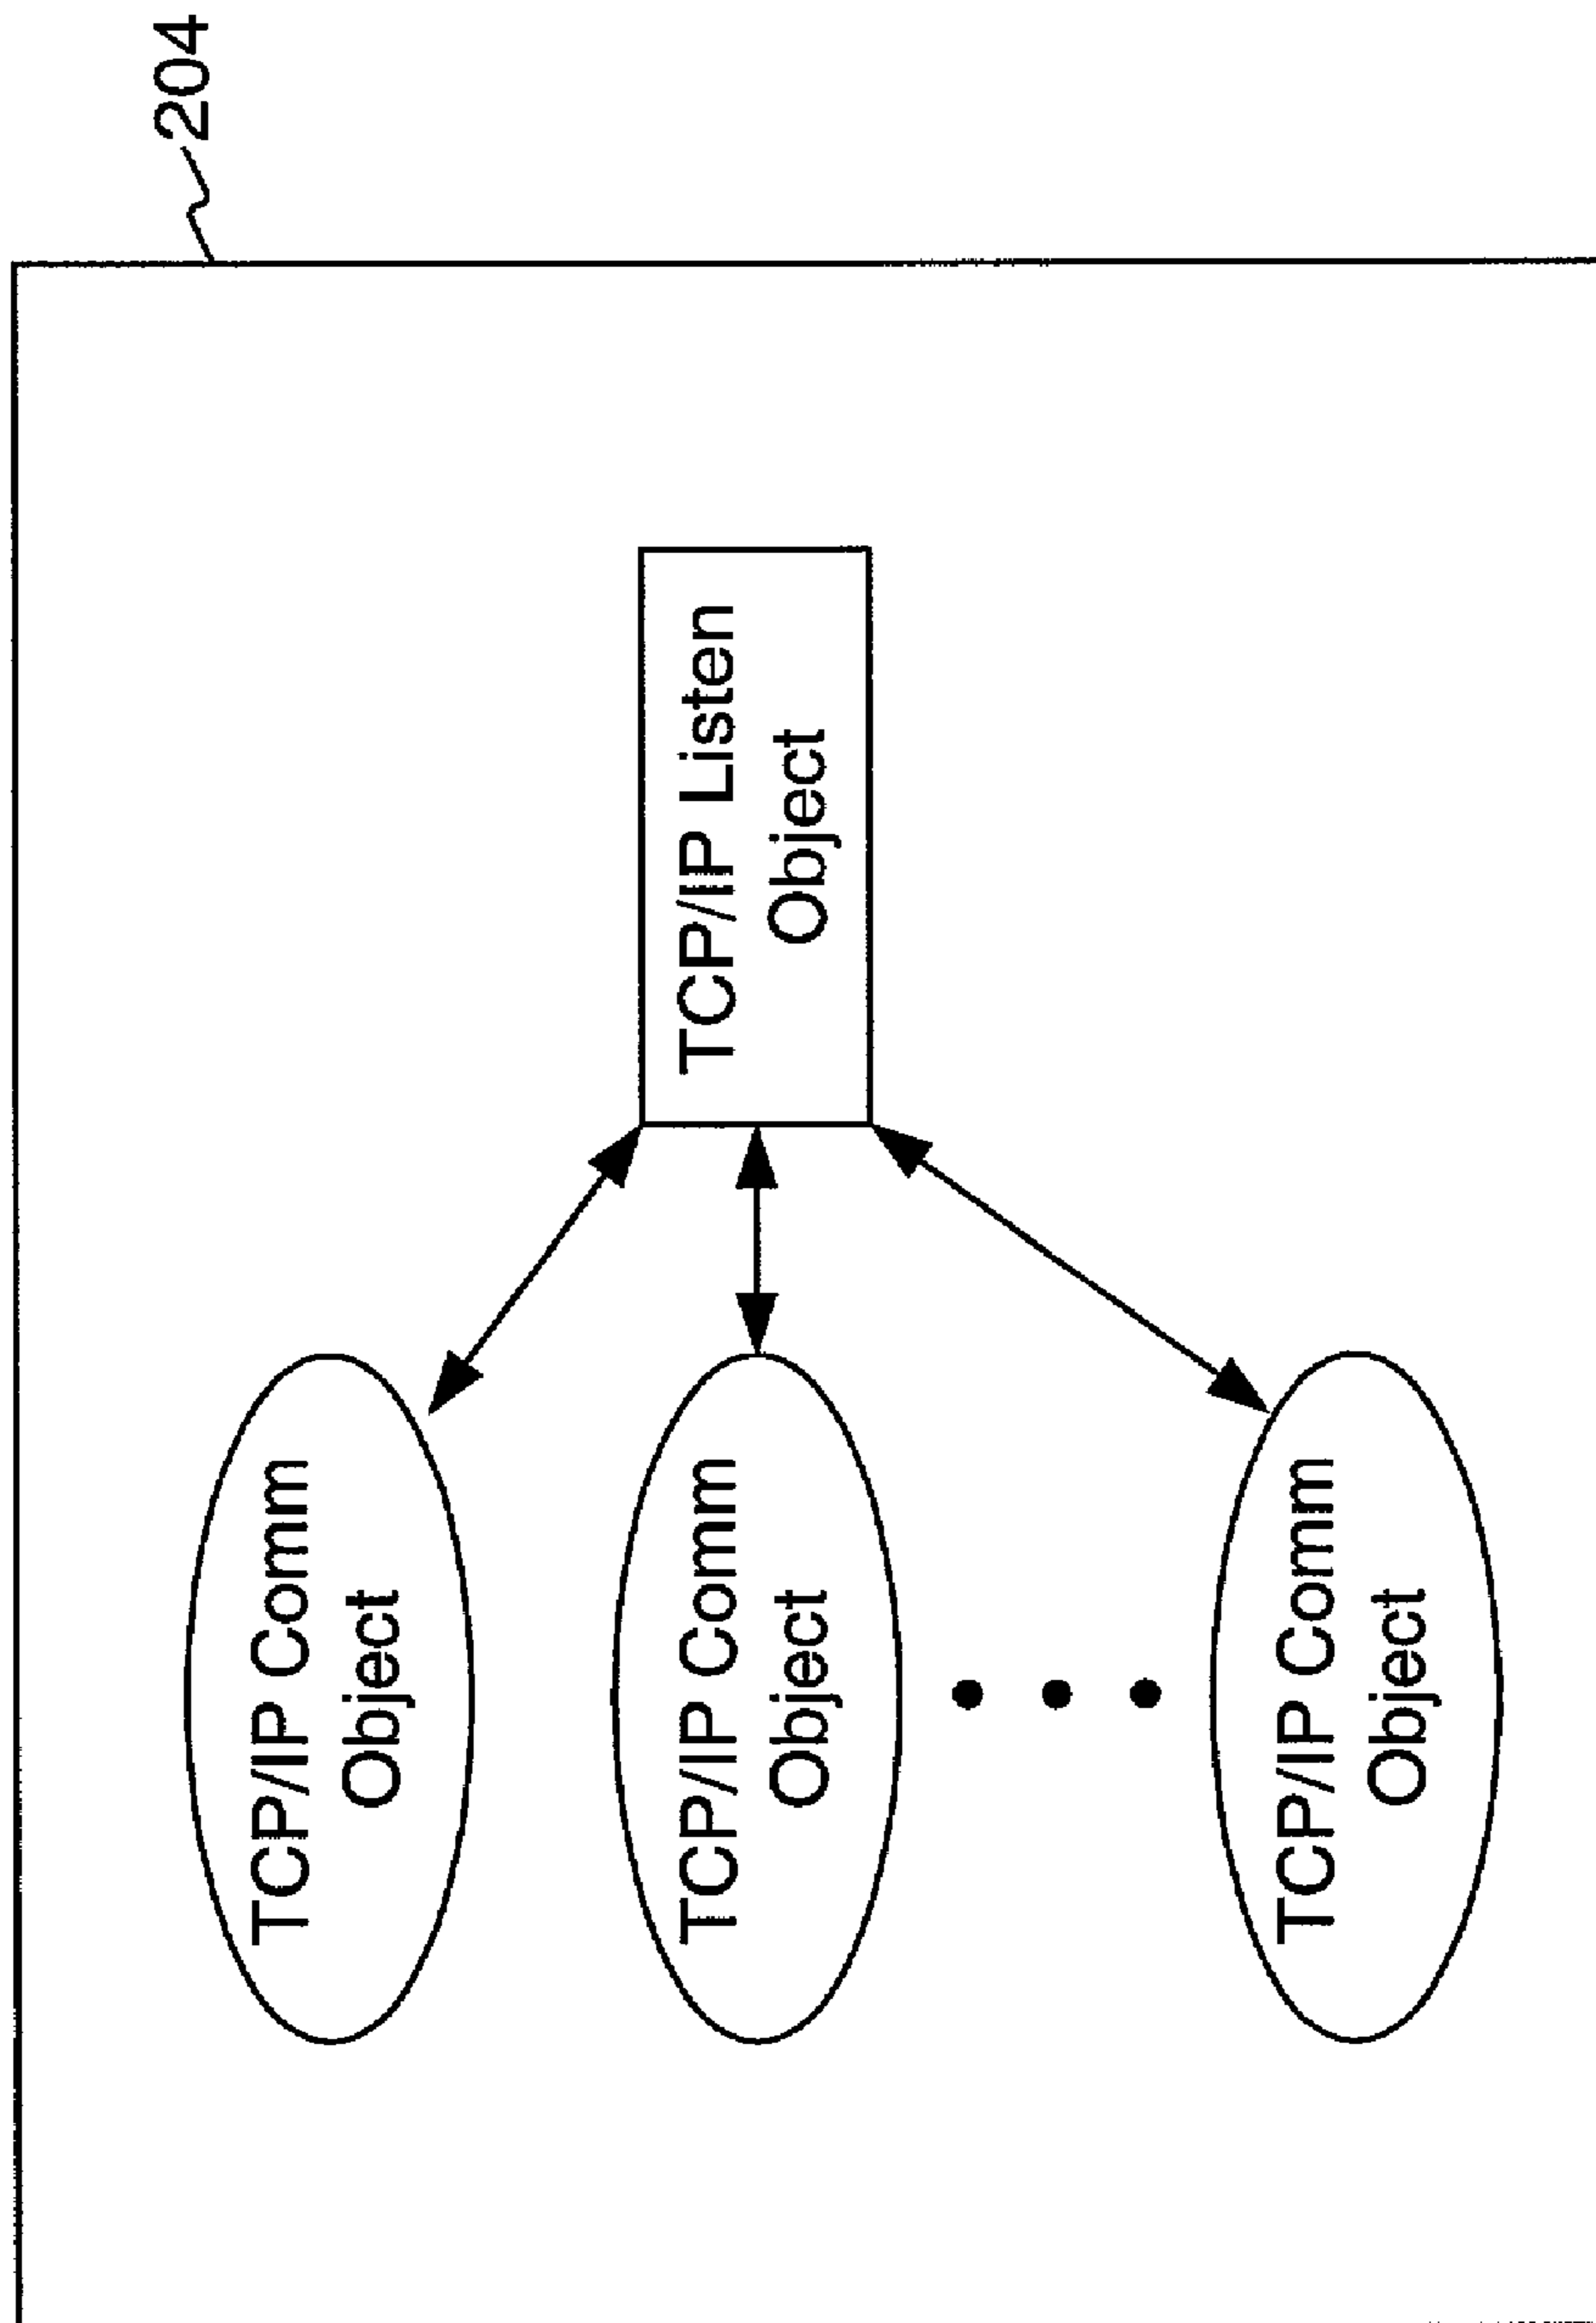 204
TCP/IP Comm
Object
TCP/IP Comm
Object
TCP/IP Comm
Object
TCP/IP Listen
Object